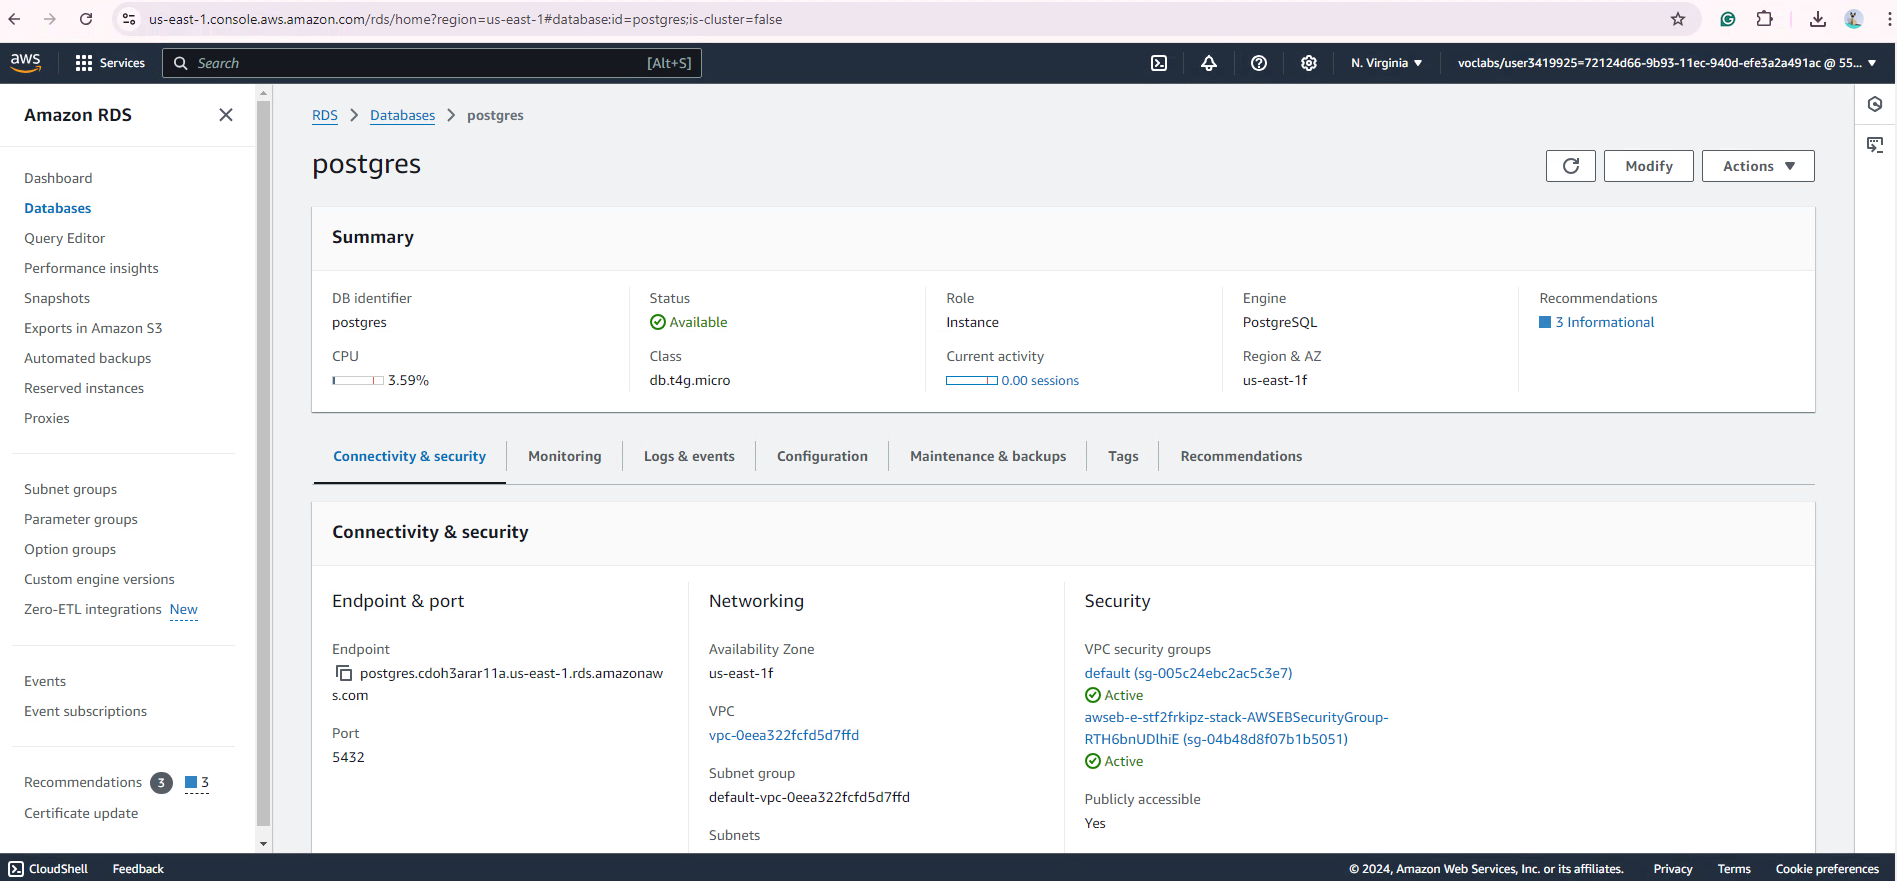 us-east-1.console.aws.amazon.com/rds/home?region=us-east-1#database:id=postgres;is-cluster=false
aws
Services
Search
[Alt+S]
N. Virginia
voclabs/user3419925=72124d66-9b93-11ec-940d-efe3a2a491ac @ 55...
Amazon RDS
Dashboard
Databases
Query Editor
Performance insights
Snapshots
Exports in Amazon S3
Automated backups
Reserved instances
Proxies
Subnet groups
Parameter groups
Option groups
Custom engine versions
Zero-ETL integrations New
Events
Event subscriptions
Recommendations 3 3
Certificate update
RDS
Databases
postgres
postgres
Modify
Actions
Summary
DB identifier
postgres
CPU
3.59%
Status
Available
Class
db.t4g.micro
Role
Instance
Current activity
0.00 sessions
Engine
PostgreSQL
Region & AZ
us-east-1f
Recommendations
3 Informational
Connectivity & security
Monitoring
Logs & events
Configuration
Maintenance & backups
Tags
Recommendations
Connectivity & security
Endpoint & port
Endpoint
postgres.cdoh3arar11a.us-east-1.rds.amazonaw
s.com
Port
5432
Networking
Availability Zone
us-east-1f
VPC
vpc-0eea322fcfd5d7ffd
Subnet group
default-vpc-0eea322fcfd5d7ffd
Subnets
Security
VPC security groups
default (sg-005c24ebc2ac5c3e7)
Active
awseb-e-stf2frkipz-stack-AWSEBSecurityGroup-
RTH6bnUDlhiE (sg-04b48d8f07b1b5051)
Active
Publicly accessible
Yes
CloudShell
Feedback
© 2024, Amazon Web Services, Inc. or its affiliates.
Privacy
Terms
Cookie preferences